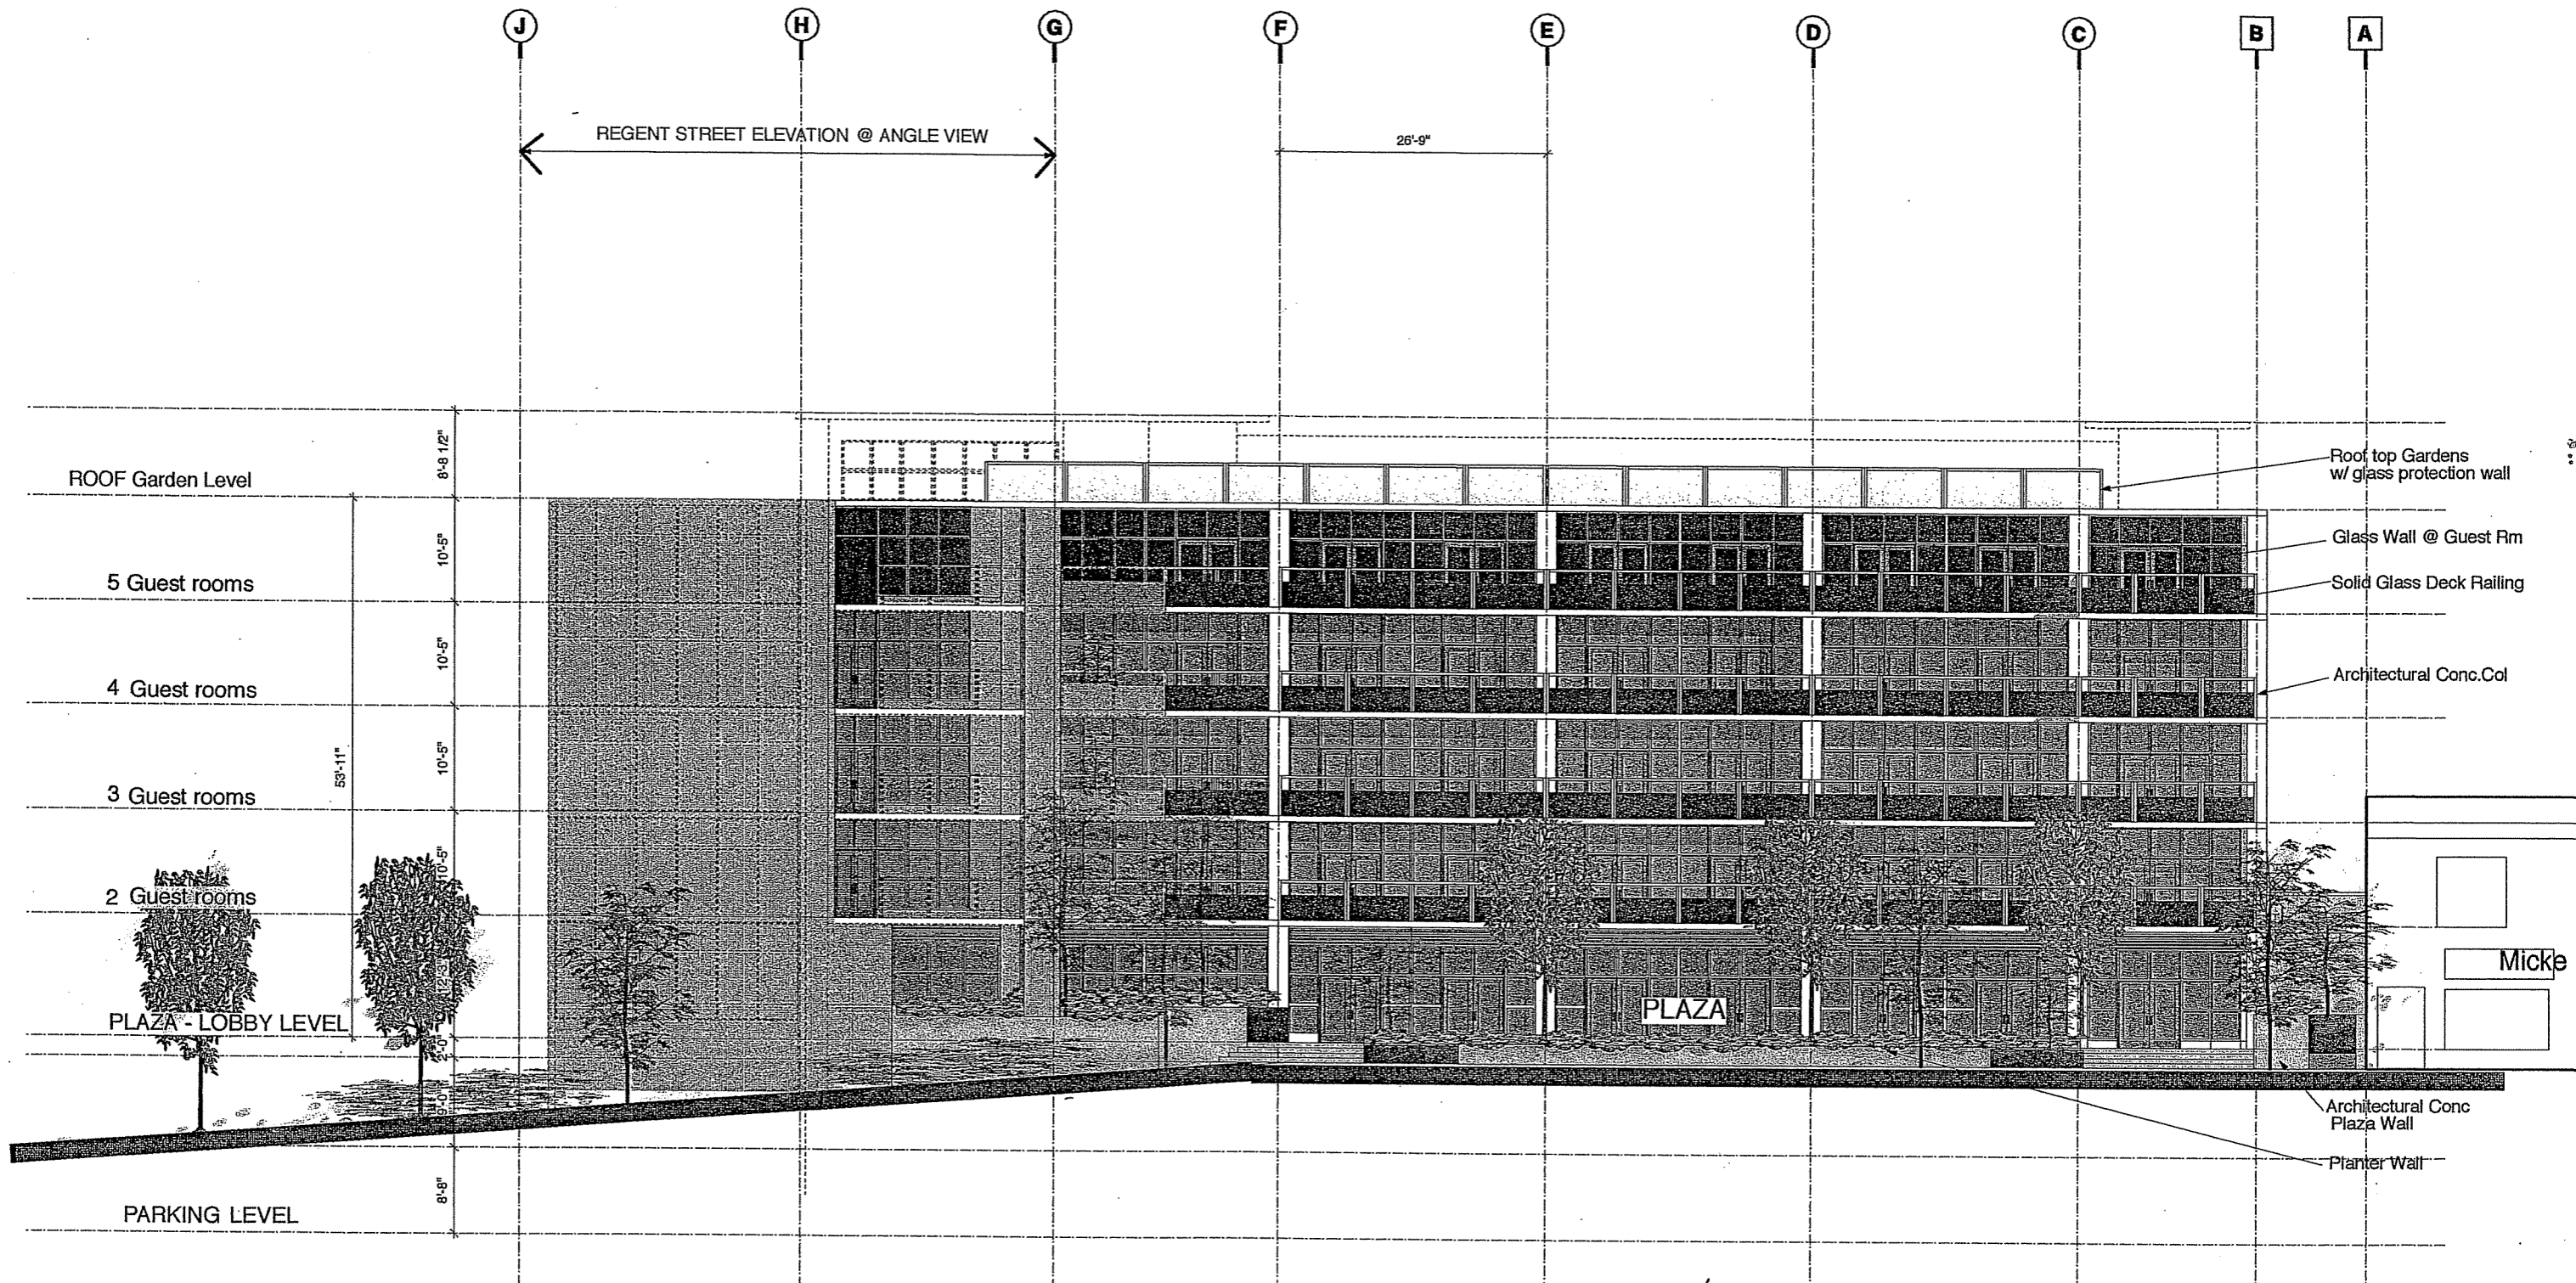 J
H
G
F
E
D
C
B
A
REGENT STREET ELEVATION @ ANGLE VIEW
26'-9"
8'-8 1/2"
ROOF Garden Level
Roof top Gardens
w/ glass protection wall
10'-5"
Glass Wall @ Guest Rm
5 Guest rooms
Solid Glass Deck Railing
10'-5"
4 Guest rooms
Architectural Conc.Col
10'-5"
53'-11"
3 Guest rooms
10'-5"
2 Guest rooms
12'-3"
Micke
PLAZA
PLAZA - LOBBY LEVEL
2'-0"
9'-0"
Architectural Conc
Plaza Wall
Planter Wall
8'-8"
PARKING LEVEL